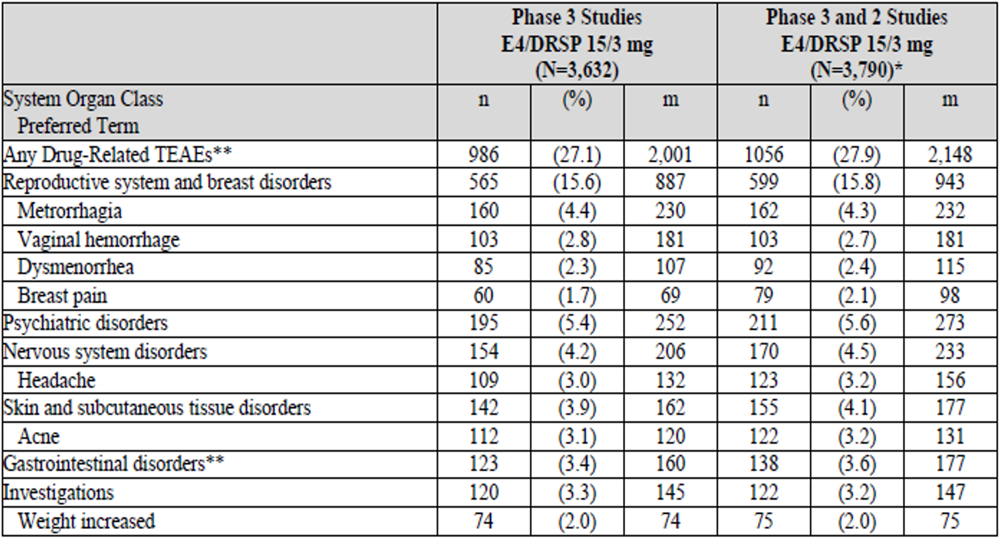 Phase 3 Studies
E4/DRSP 15/3 mg
(N=3,632)
Phase 3 and 2 Studies
E4/DRSP 15/3 mg
(N=3,790)*
System Organ Class
Preferred Term
n (%) m n (%) m
Any Drug-Related TEAEs** 986 (27.1) 2,001 1056 (27.9) 2,148
Reproductive system and breast disorders 565 (15.6) 887 599 (15.8) 943
Metrorrhagia 160 (4.4) 230 162 (4.3) 232
Vaginal hemorrhage 103 (2.8) 181 103 (2.7) 181
Dysmenorrhea 85 (2.3) 107 92 (2.4) 115
Breast pain 60 (1.7) 69 79 (2.1) 98
Psychiatric disorders 195 (5.4) 252 211 (5.6) 273
Nervous system disorders 154 (4.2) 206 170 (4.5) 233
Headache 109 (3.0) 132 123 (3.2) 156
Skin and subcutaneous tissue disorders 142 (3.9) 162 155 (4.1) 177
Acne 112 (3.1) 120 122 (3.2) 131
Gastrointestinal disorders** 123 (3.4) 160 138 (3.6) 177
Investigations 120 (3.3) 145 122 (3.2) 147
Weight increased 74 (2.0) 74 75 (2.0) 75